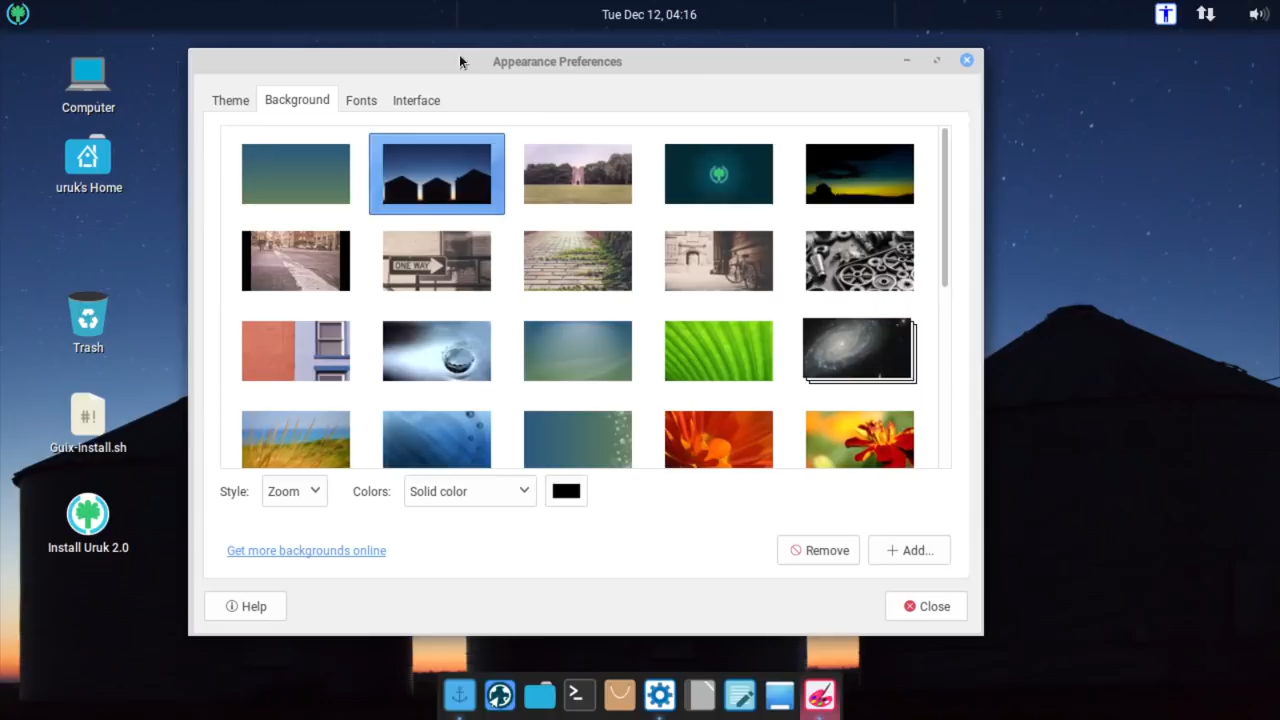 Tue Dec 12, 04:16
Appearance Preferences
Computer
Theme
Background
Fonts
Interface
uruk's Home
ONE WAY
Trash
#!
Guix-Install.sh
Style:
Zoom
Colors:
Solid color
Install Uruk 2.0
Get more backgrounds online
Remove
Add...
Help
Close